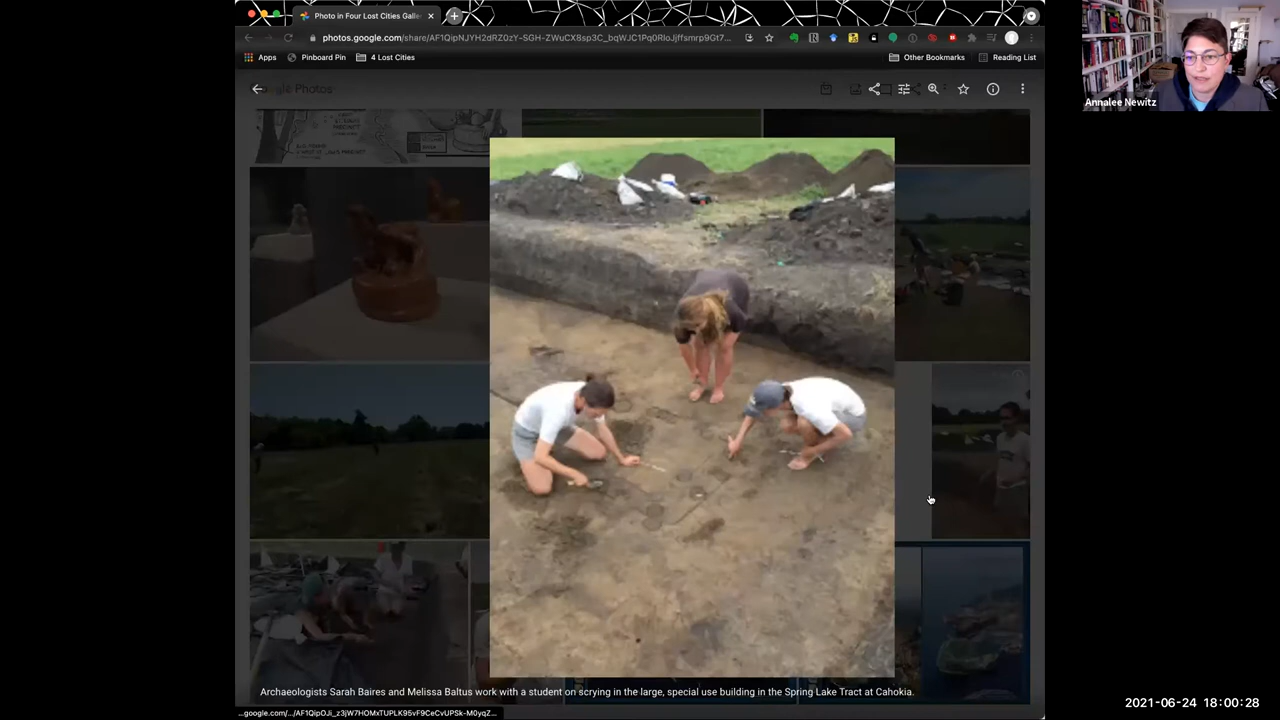 Photo in Four Lost Cities Galle
photos.google.com/share/AF1QipNJYH2dRZ0zY-SGH-ZWuCX8sp3C_bqWJC1Pq0RloJjffsmrp9Gt7...
Apps
Pinboard Pin
4 Lost Cities
Other Bookmarks
Reading List
Google Photos
Annalee Newitz
Archaeologists Sarah Baires and Melissa Baltus work with a student on scrying in the large, special use building in the Spring Lake Tract at Cahokia.
2021-06-24 18:00:28